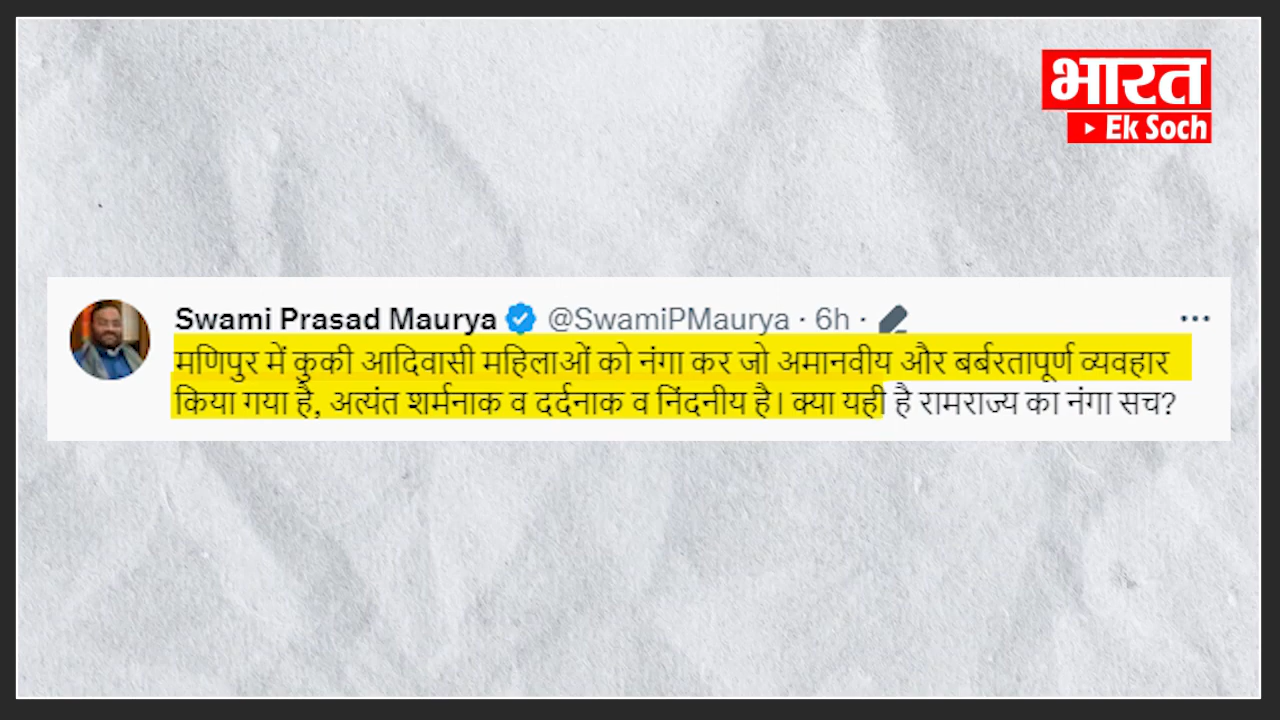 भारत
Ek Soch
Swami Prasad Maurya @SwamiPMaurya · 6h ·
मणिपुर में कुकी आदिवासी महिलाओं को नंगा कर जो अमानवीय और बर्बरतापूर्ण व्यवहार
किया गया है, अत्यंत शर्मनाक व दर्दनाक व निंदनीय है। क्या यही है रामराज्य का नंगा सच?